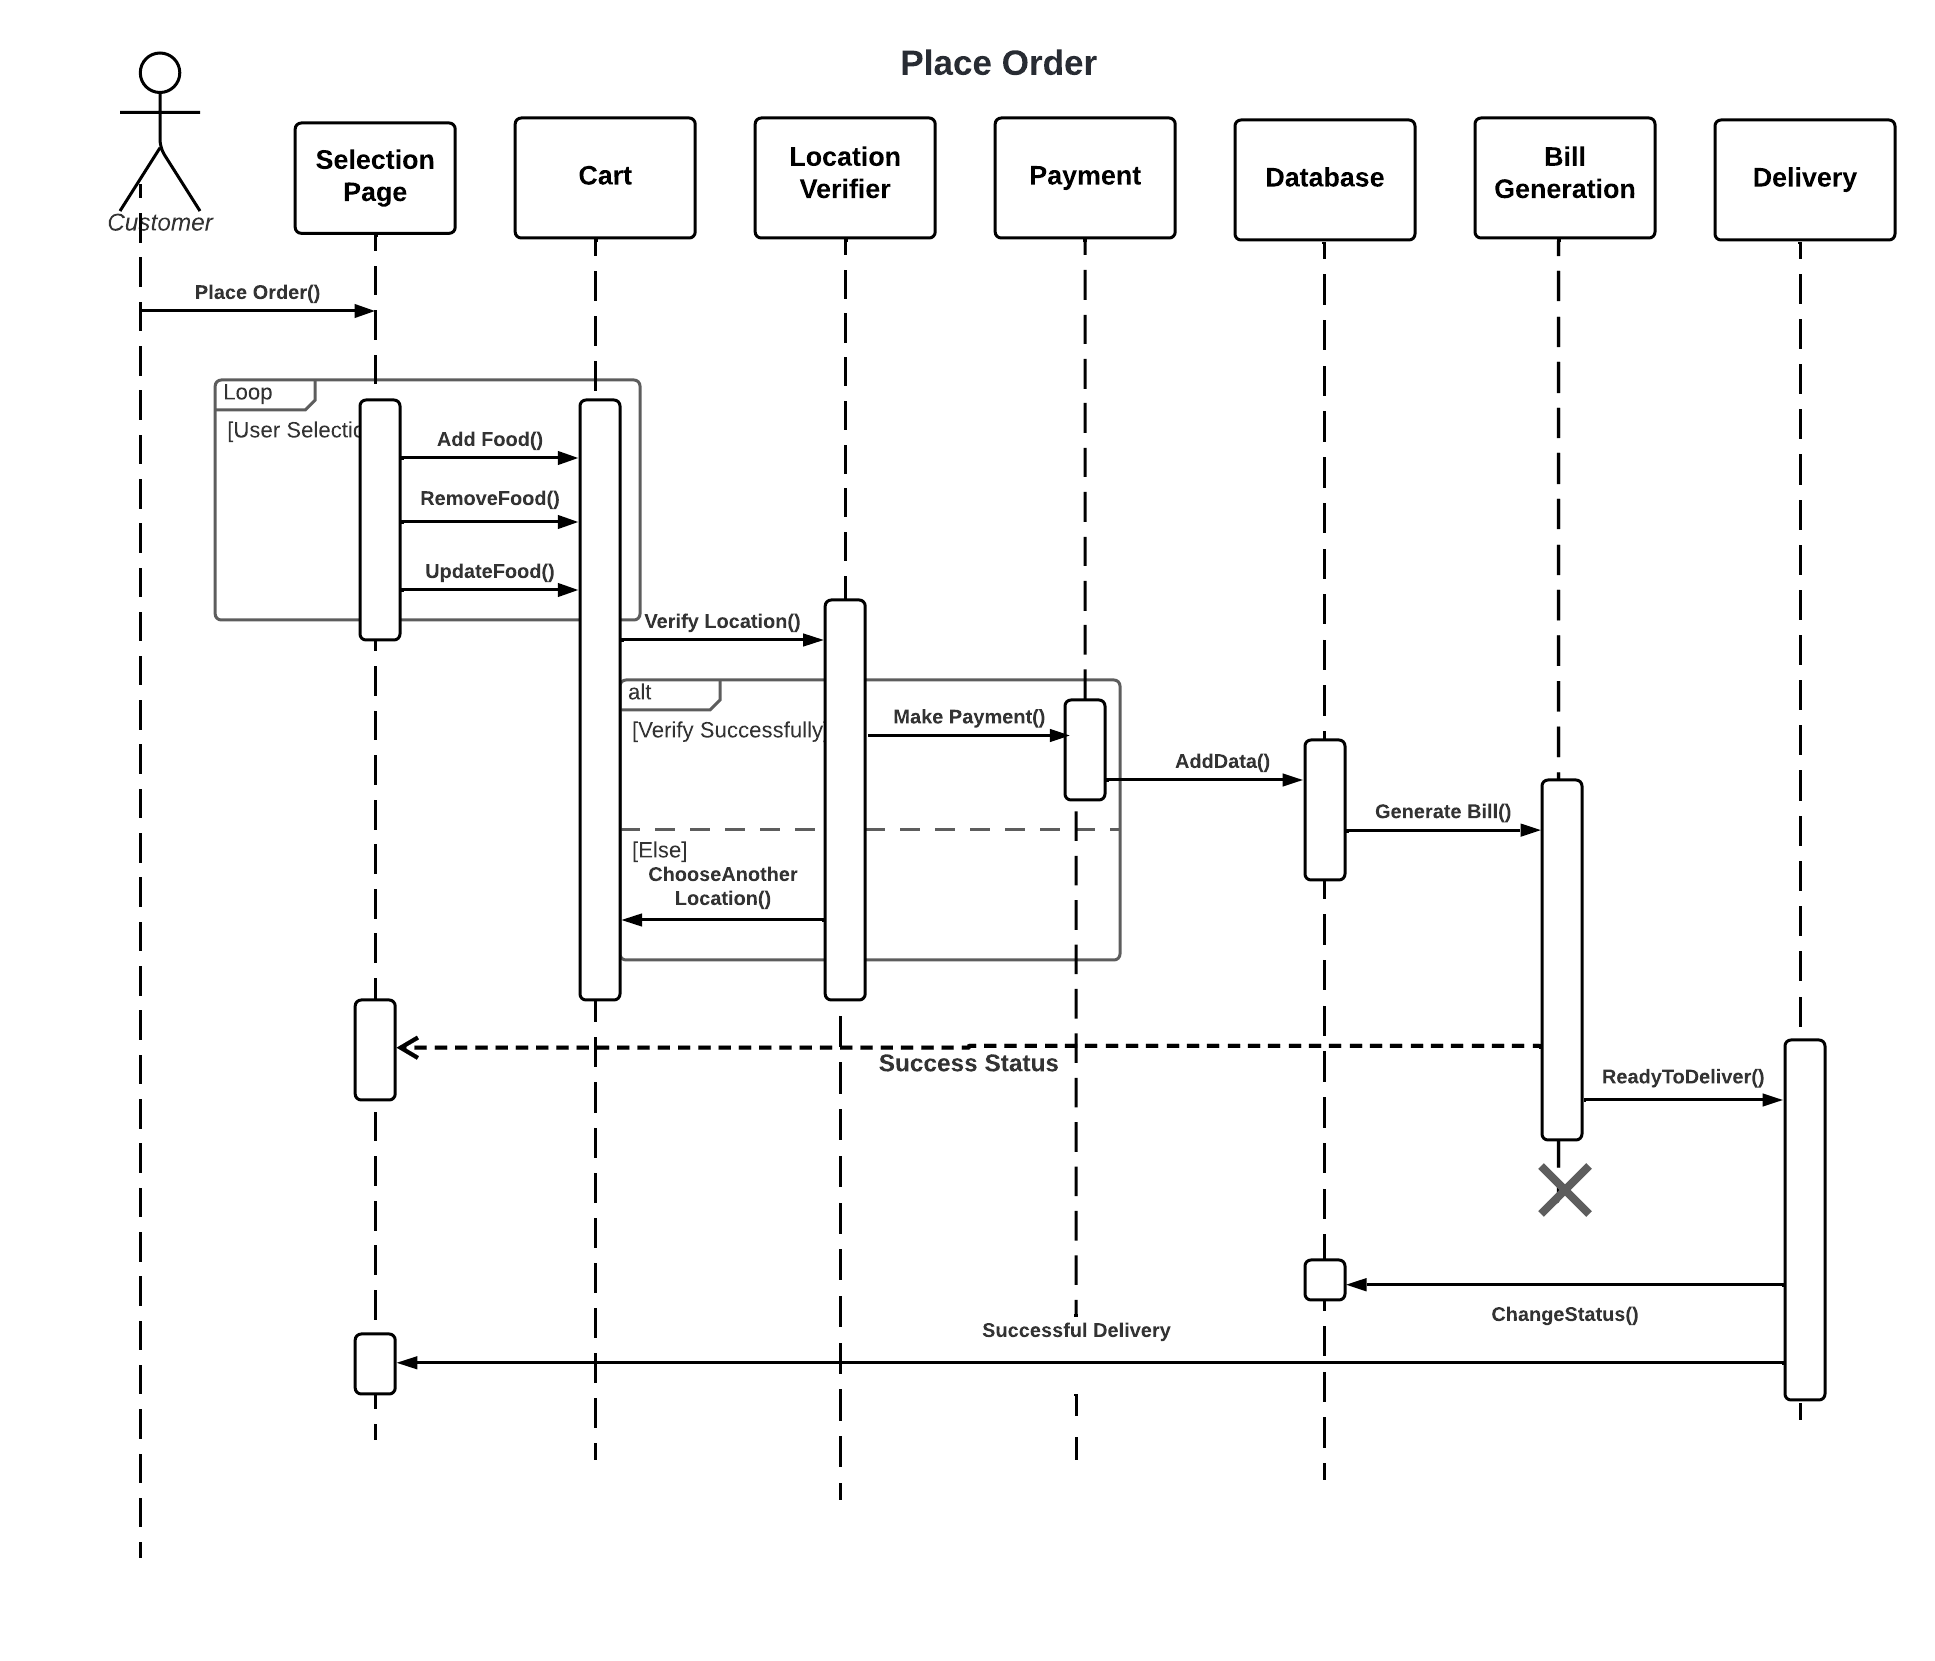 Place Order
Customer
Selection
Page
Cart
Location
Verifier
Payment
Database
Bill
Generation
Delivery
Place Order()
Loop
[User Selectio
Add Food()
RemoveFood()
UpdateFood()
Verify Location()
alt
[Verify Successfully]
Make Payment()
AddData()
Generate Bill()
[Else]
ChooseAnother
Location()
Success Status
ReadyToDeliver()
ChangeStatus()
Successful Delivery